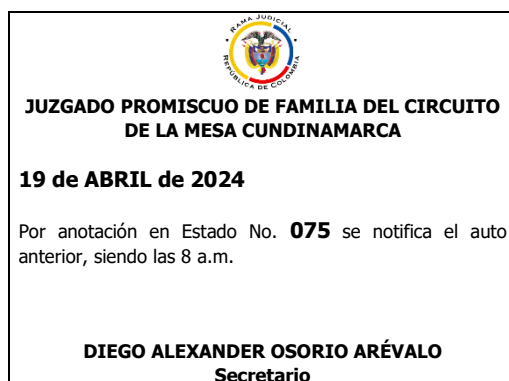 RAMA JUDICIAL
REPÚBLICA DE COLOMBIA
JUZGADO PROMISCUO DE FAMILIA DEL CIRCUITO
DE LA MESA CUNDINAMARCA
19 de ABRIL de 2024
Por anotación en Estado No. 075 se notifica el auto
anterior, siendo las 8 a.m.
DIEGO ALEXANDER OSORIO ARÉVALO
Secretario